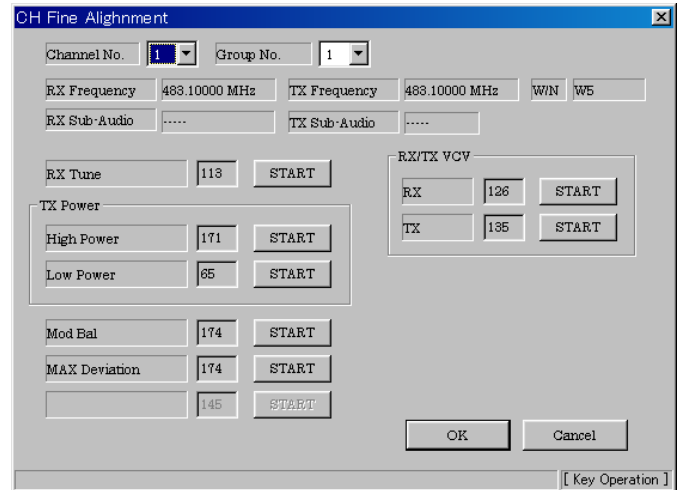 CH Fine Alighnment
Channel No. 1 Group No. 1
RX Frequency 483.10000 MHz TX Frequency 483.10000 MHz W/N W5
RX Sub-Audio ----- TX Sub-Audio -----
RX/TX VCV
RX Tune 113 START
RX 126 START
TX Power
TX 135 START
High Power 171 START
Low Power 65 START
Mod Bal 174 START
MAX Deviation 174 START
145 START
OK Cancel
[ Key Operation ]